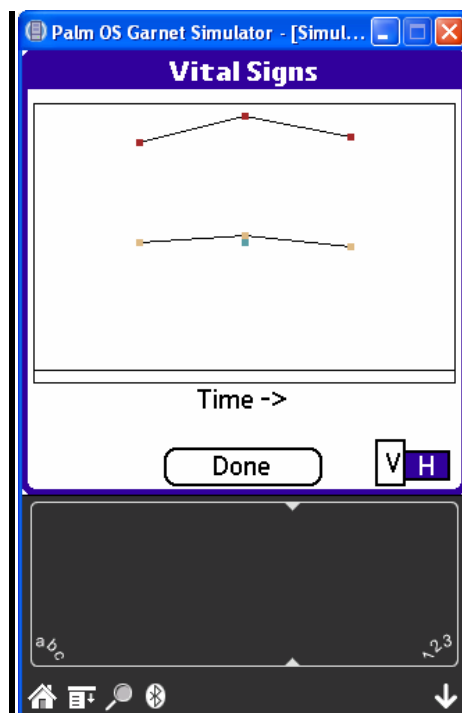 Palm OS Garnet Simulator - [Simul...
Vital Signs
Time ->
Done
V H
abc
123